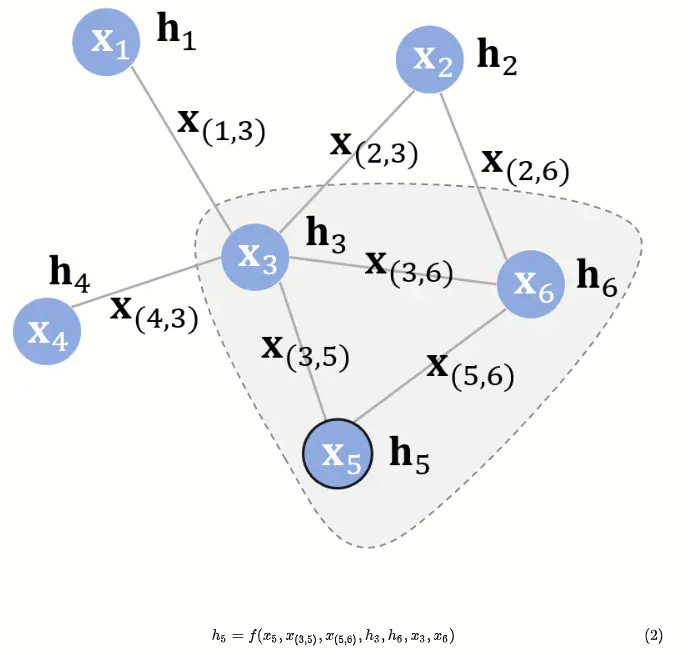 x₁ h₁
x₂ h₂
x₍₁,₃₎
x₍₂,₃₎
x₍₂,₆₎
x₃ h₃
h₄
x₍₃,₆₎
x₆ h₆
x₍₄,₃₎
x₄
x₍₃,₅₎
x₍₅,₆₎
x₅ h₅
h₅ = f(x₅, x₍₃,₅₎, x₍₅,₆₎, h₃, h₆, x₃, x₆) (2)